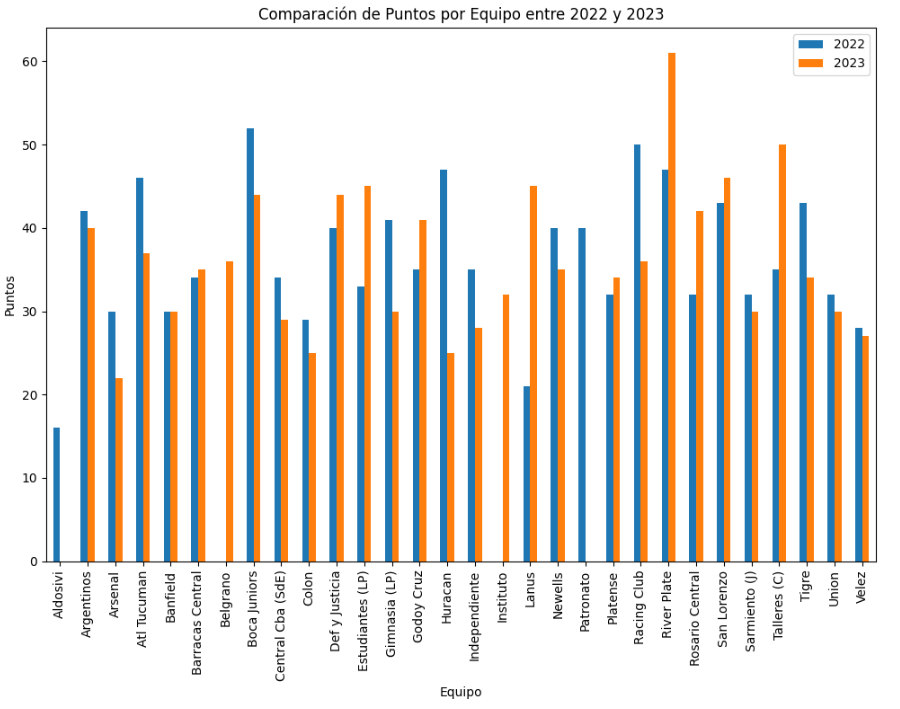 Comparación de Puntos por Equipo entre 2022 y 2023
2022
2023
Puntos
60
50
40
30
20
10
0
Aldosivi
Argentinos
Arsenal
Atl Tucuman
Banfield
Barracas Central
Belgrano
Boca Juniors
Central Cba (SdE)
Colon
Def y Justicia
Estudiantes (LP)
Gimnasia (LP)
Godoy Cruz
Huracan
Independiente
Instituto
Lanus
Newells
Patronato
Platense
Racing Club
River Plate
Rosario Central
San Lorenzo
Sarmiento (J)
Talleres (C)
Tigre
Union
Velez
Equipo